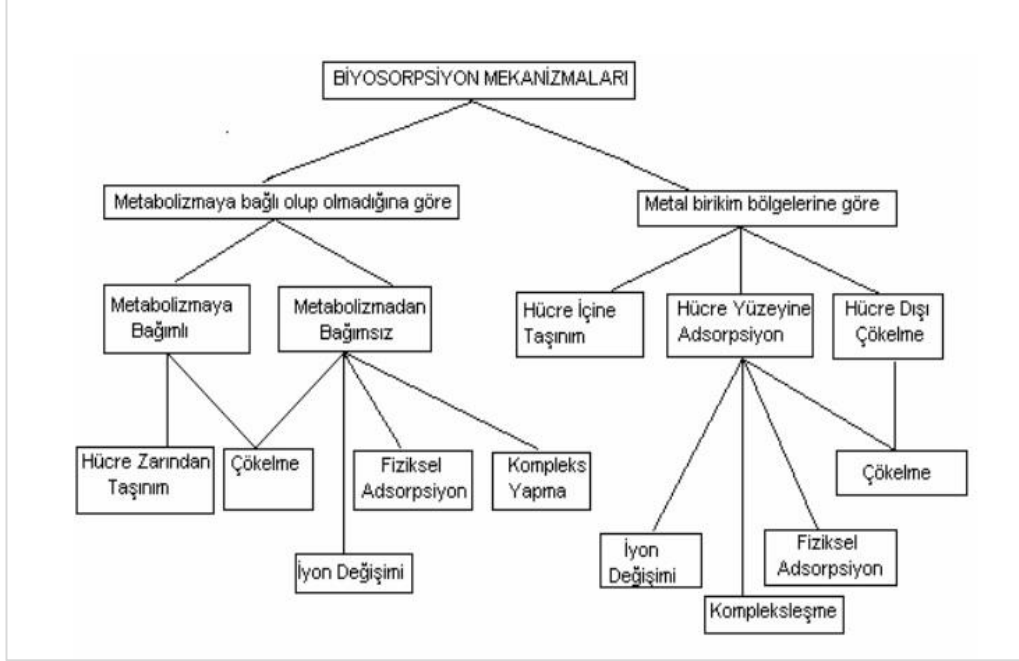 BİYOSORPSİYON MEKANİZMALARI
Metabolizmaya bağlı olup olmadığına göre
Metal birikim bölgelerine göre
Metabolizmaya
Bağımlı
Metabolizmadan
Bağımsız
Hücre İçine
Taşınım
Hücre Yüzeyine
Adsorpsiyon
Hücre Dışı
Çökelme
Hücre Zarından
Taşınım
Çökelme
Fiziksel
Adsorpsiyon
Kompleks
Yapma
Çökelme
İyon Değişimi
İyon
Değişimi
Fiziksel
Adsorpsiyon
Kompleksleşme